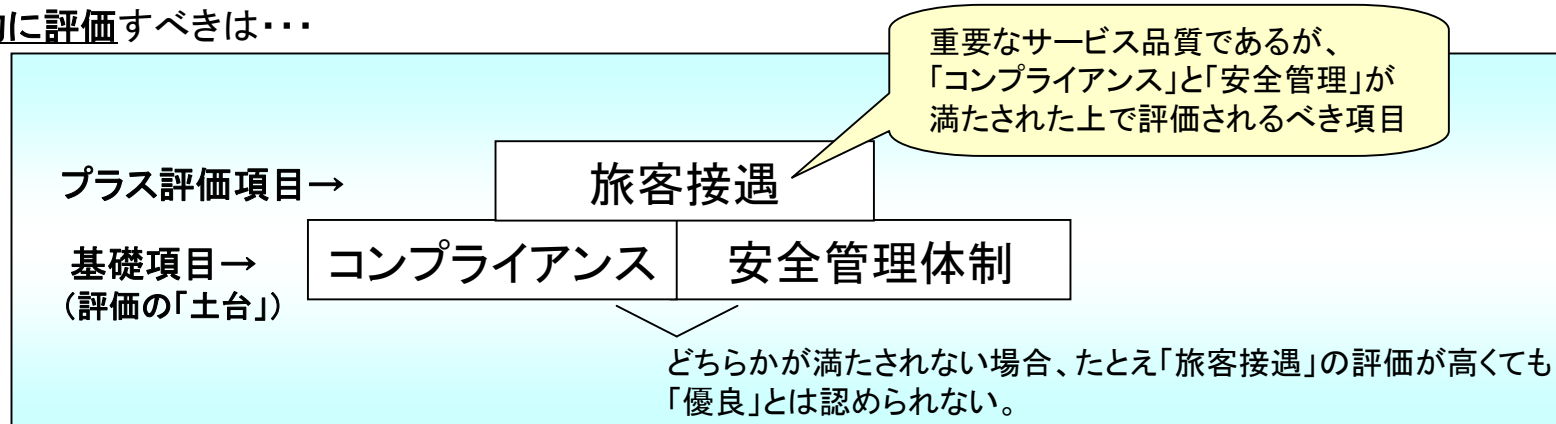 に評価すべきは・・・
重要なサービス品質であるが、
「コンプライアンス」と「安全管理」が
満たされた上で評価されるべき項目
プラス評価項目→
旅客接遇
基礎項目→
(評価の「土台」)
コンプライアンス
安全管理体制
どちらかが満たされない場合、たとえ「旅客接遇」の評価が高くても
「優良」とは認められない。